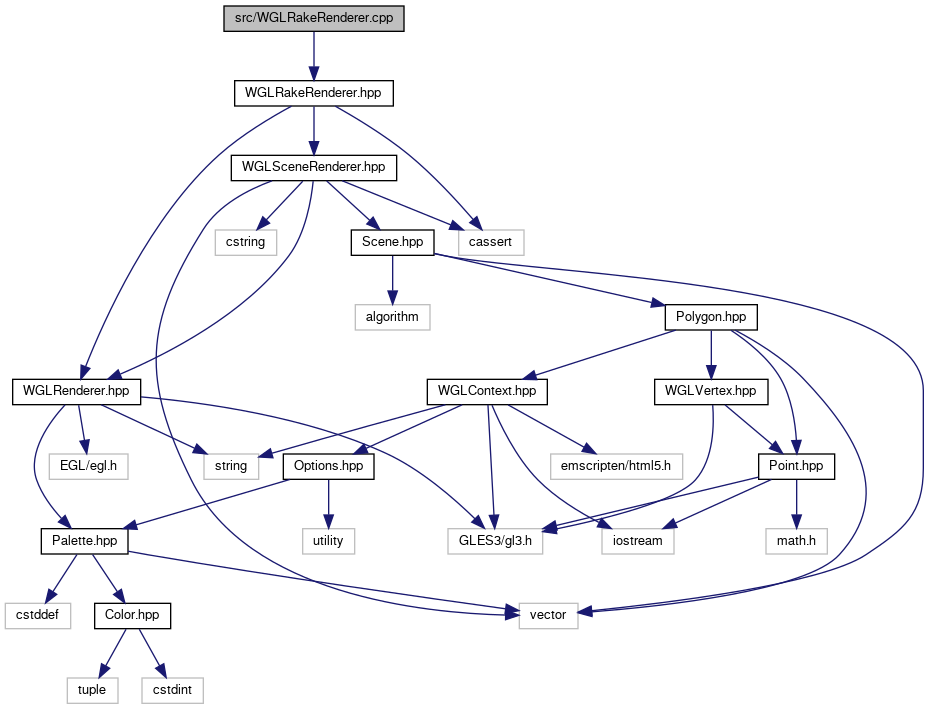 src/WGLRakeRenderer.cpp
WGLRakeRenderer.hpp
WGLSceneRenderer.hpp
cstring
Scene.hpp
cassert
algorithm
Polygon.hpp
WGLRenderer.hpp
WGLContext.hpp
WGLVertex.hpp
EGL/egl.h
string
Options.hpp
emscripten/html5.h
Point.hpp
Palette.hpp
utility
GLES3/gl3.h
iostream
math.h
cstddef
Color.hpp
vector
tuple
cstdint